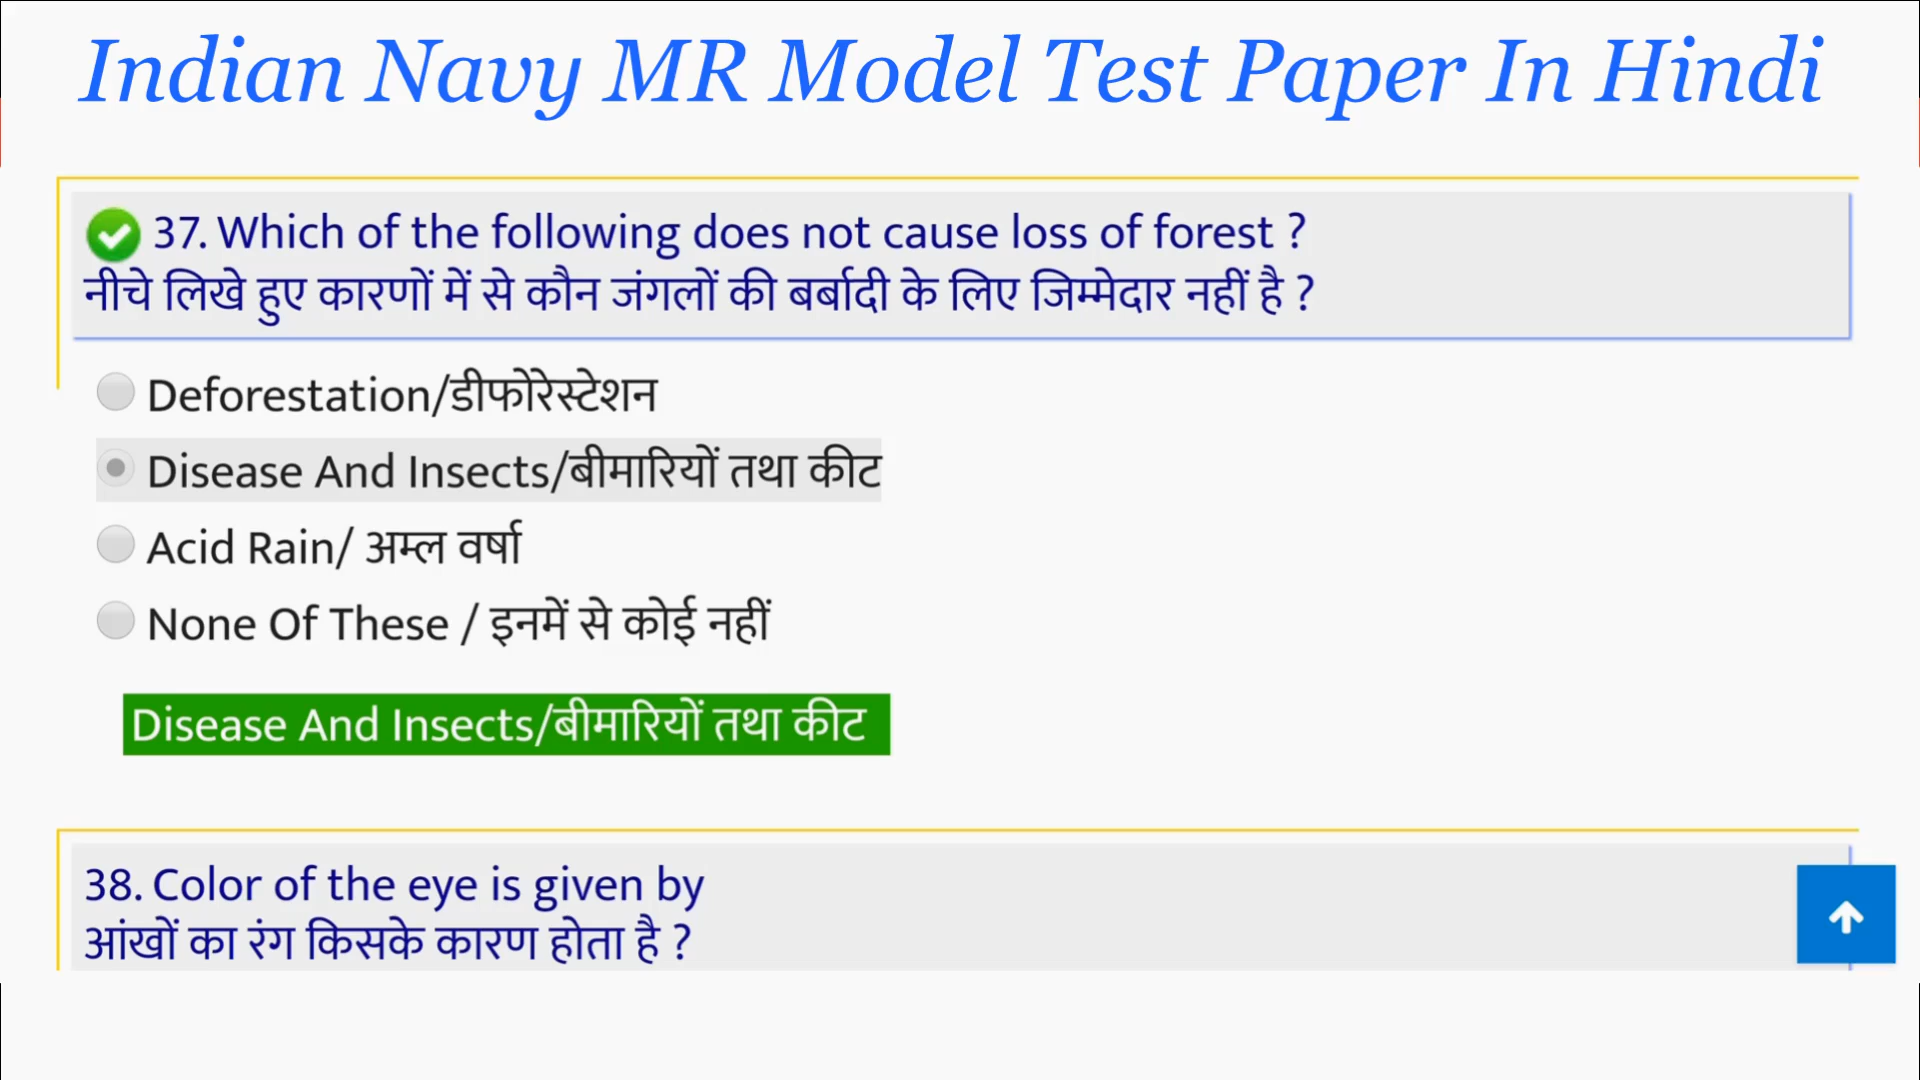 Indian Navy MR Model Test Paper In Hindi
37. Which of the following does not cause loss of forest ?
नीचे लिखे हुए कारणों में से कौन जंगलों की बर्बादी के लिए जिम्मेदार नहीं है ?
Deforestation/डीफोरेस्टेशन
Disease And Insects/बीमारियों तथा कीट
Acid Rain/ अम्ल वर्षा
None Of These / इनमें से कोई नहीं
Disease And Insects/बीमारियों तथा कीट
38. Color of the eye is given by
आंखों का रंग किसके कारण होता है ?